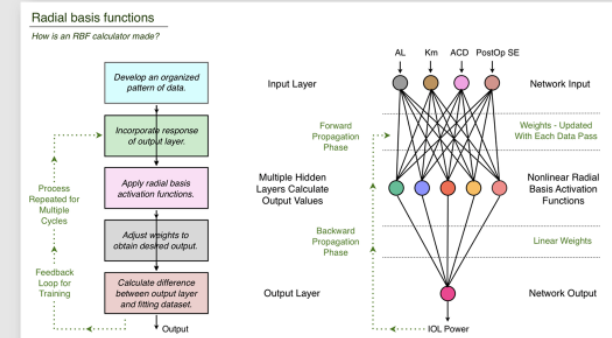 Radial basis functions
How is an RBF calculator made?
Develop an organized
pattern of data.
Incorporate response
of output layer.
Apply radial basis
activation functions.
Adjust weights to
obtain desired output.
Calculate difference
between output layer
and fitting dataset.
Output
Process
Repeated for
Multiple
Cycles
Feedback
Loop for
Training
AL Km ACD PostOp SE
Input Layer
Network Input
Forward
Propagation
Phase
Weights - Updated
With Each Data Pass
Multiple Hidden
Layers Calculate
Output Values
Nonlinear Radial
Basis Activation
Functions
Backward
Propagation
Phase
Linear Weights
Output Layer
Network Output
IOL Power